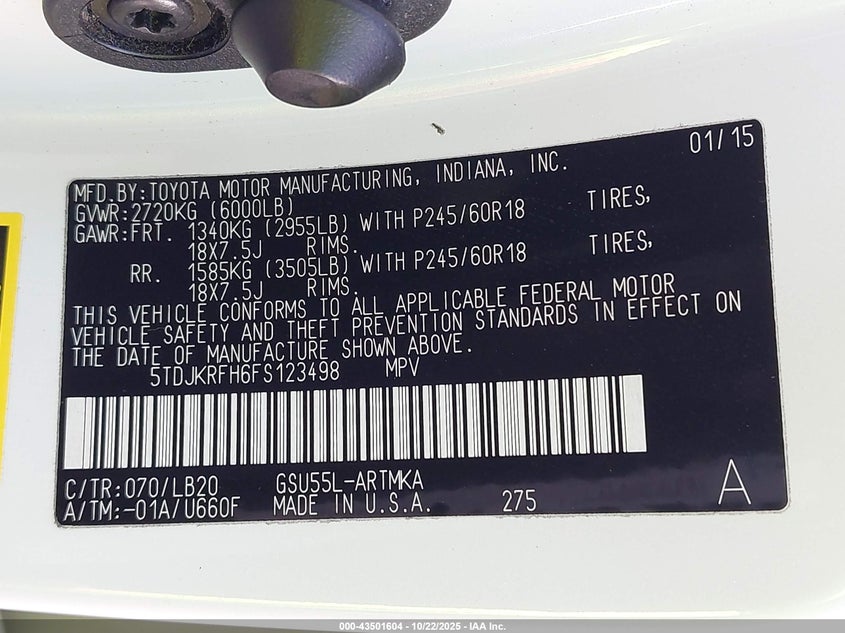 01/15
MFD.BY:TOYOTA MOTOR MANUFACTURING, INDIANA, INC.
GVWR:2720KG (6000LB)
GAWR:FRT. 1340KG (2955LB) WITH P245/60R18 TIRES,
18X7.5J RIMS.
RR. 1585KG (3505LB) WITH P245/60R18 TIRES,
18X7.5J RIMS.
THIS VEHICLE CONFORMS TO ALL APPLICABLE FEDERAL MOTOR
VEHICLE SAFETY AND THEFT PREVENTION STANDARDS IN EFFECT ON
THE DATE OF MANUFACTURE SHOWN ABOVE.
5TDJKRFH6FS123498 MPV
C/TR:070/LB20 GSU55L-ARTMKA
A/TM:-01A/U660F MADE IN U.S.A. 275 A
000-43501604 - 10/22/2025 - IAA Inc.